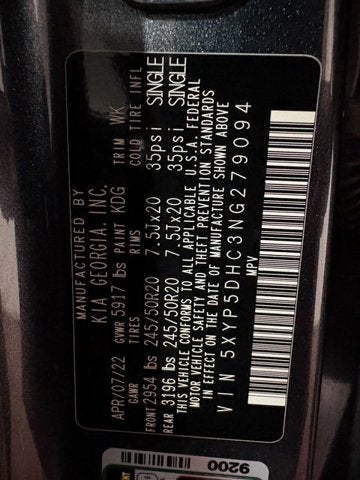 MANUFACTURED BY
KIA GEORGIA, INC.
APR/07/22 GVWR 5917 lbs PAINT KDG TRIM WK
GAWR TIRES RIMS COLD TIRE INFL
FRONT 2954 lbs 245/50R20 7.5Jx20 35psi SINGLE
REAR 3196 lbs 245/50R20 7.5Jx20 35psi SINGLE
THIS VEHICLE CONFORMS TO ALL APPLICABLE U.S.A. FEDERAL
MOTOR VEHICLE SAFETY AND THEFT PREVENTION STANDARDS
IN EFFECT ON THE DATE OF MANUFACTURE SHOWN ABOVE
VIN 5XYP5DHC3NG279094
MPV
9200